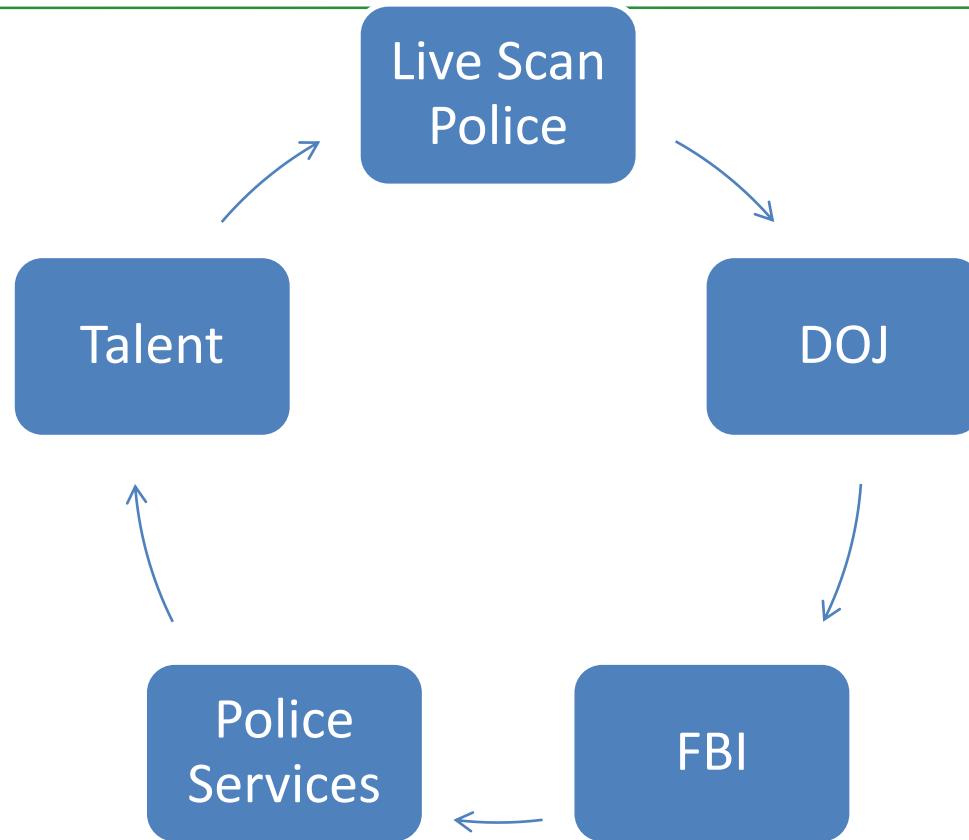 Live Scan
Police
DOJ
FBI
Police
Services
Talent